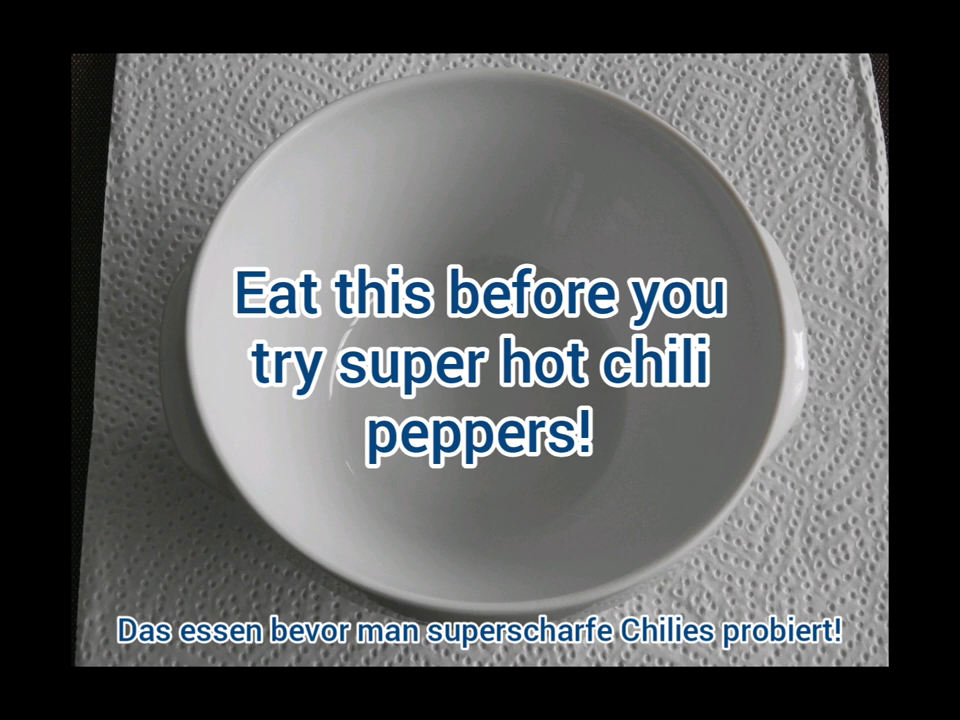 Eat this before you
try super hot chili
peppers!
Das essen bevor man superscharfe Chilies probiert!